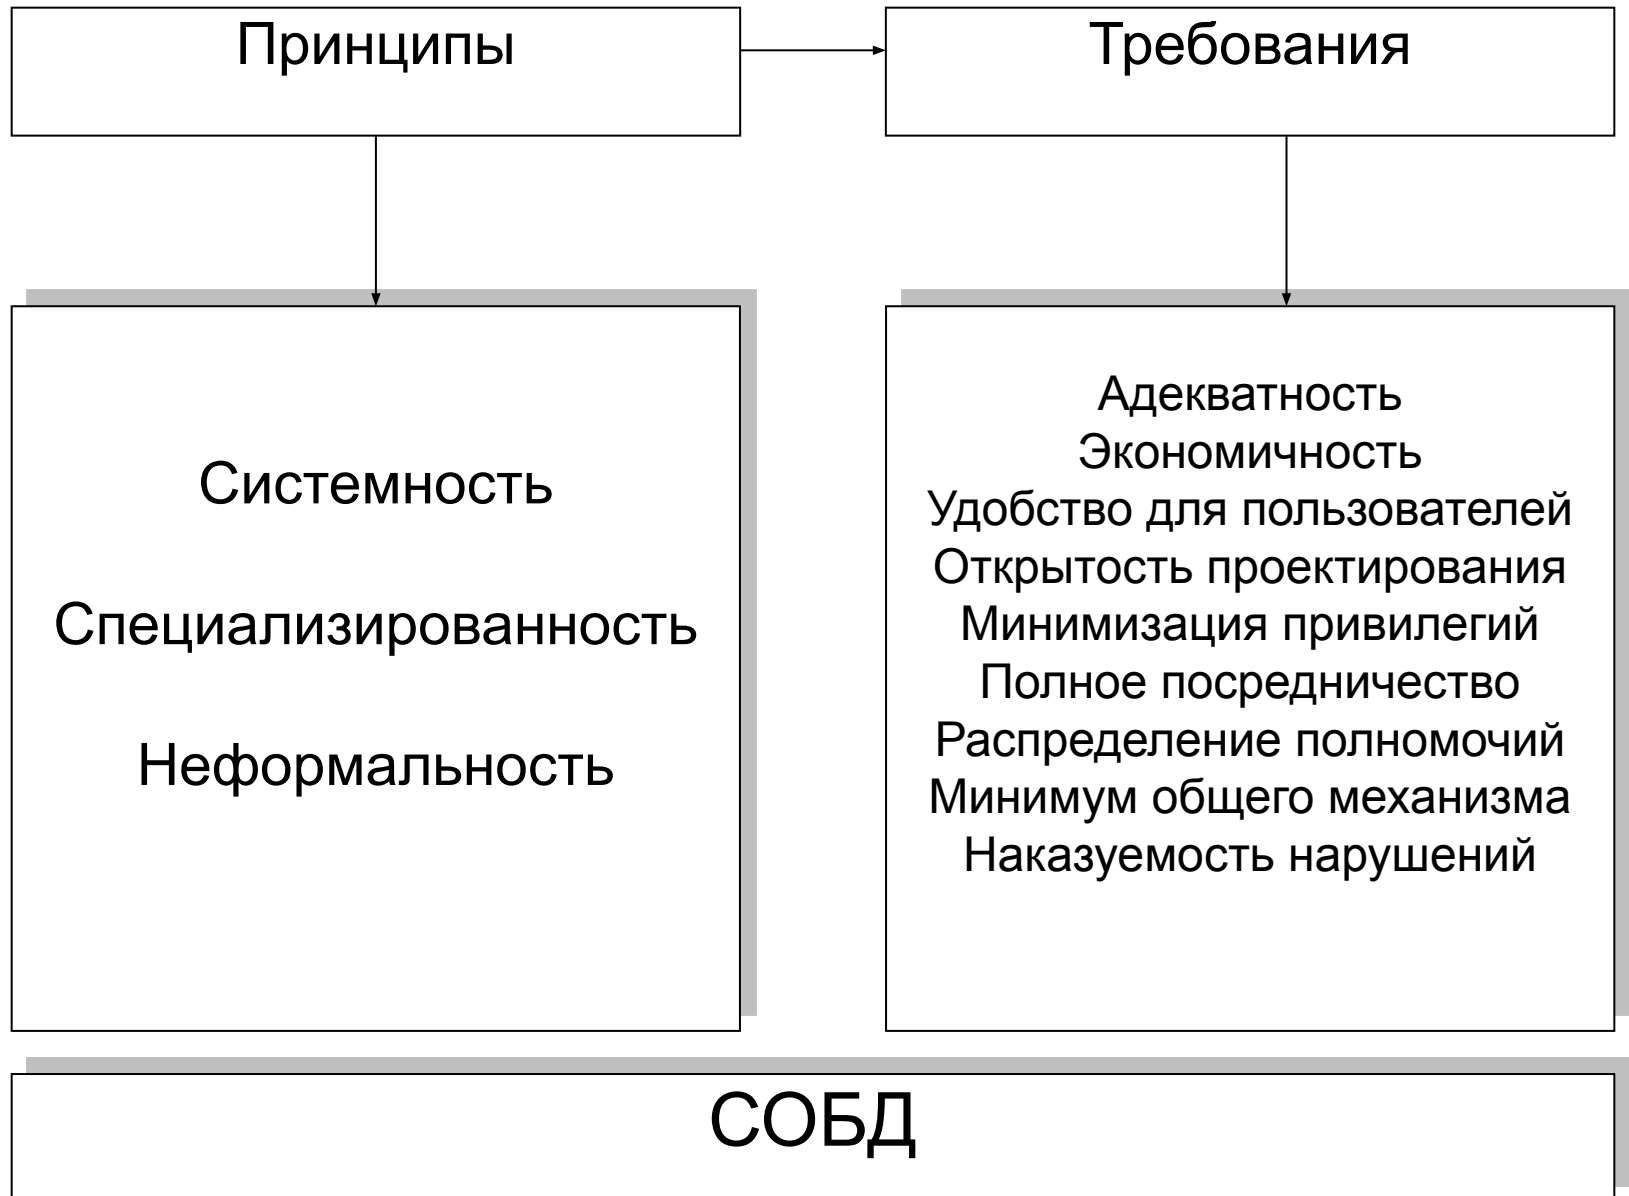 Принципы
Требования
Системность
Специализированность
Неформальность
Адекватность
Экономичность
Удобство для пользователей
Открытость проектирования
Минимизация привилегий
Полное посредничество
Распределение полномочий
Минимум общего механизма
Наказуемость нарушений
СОБД